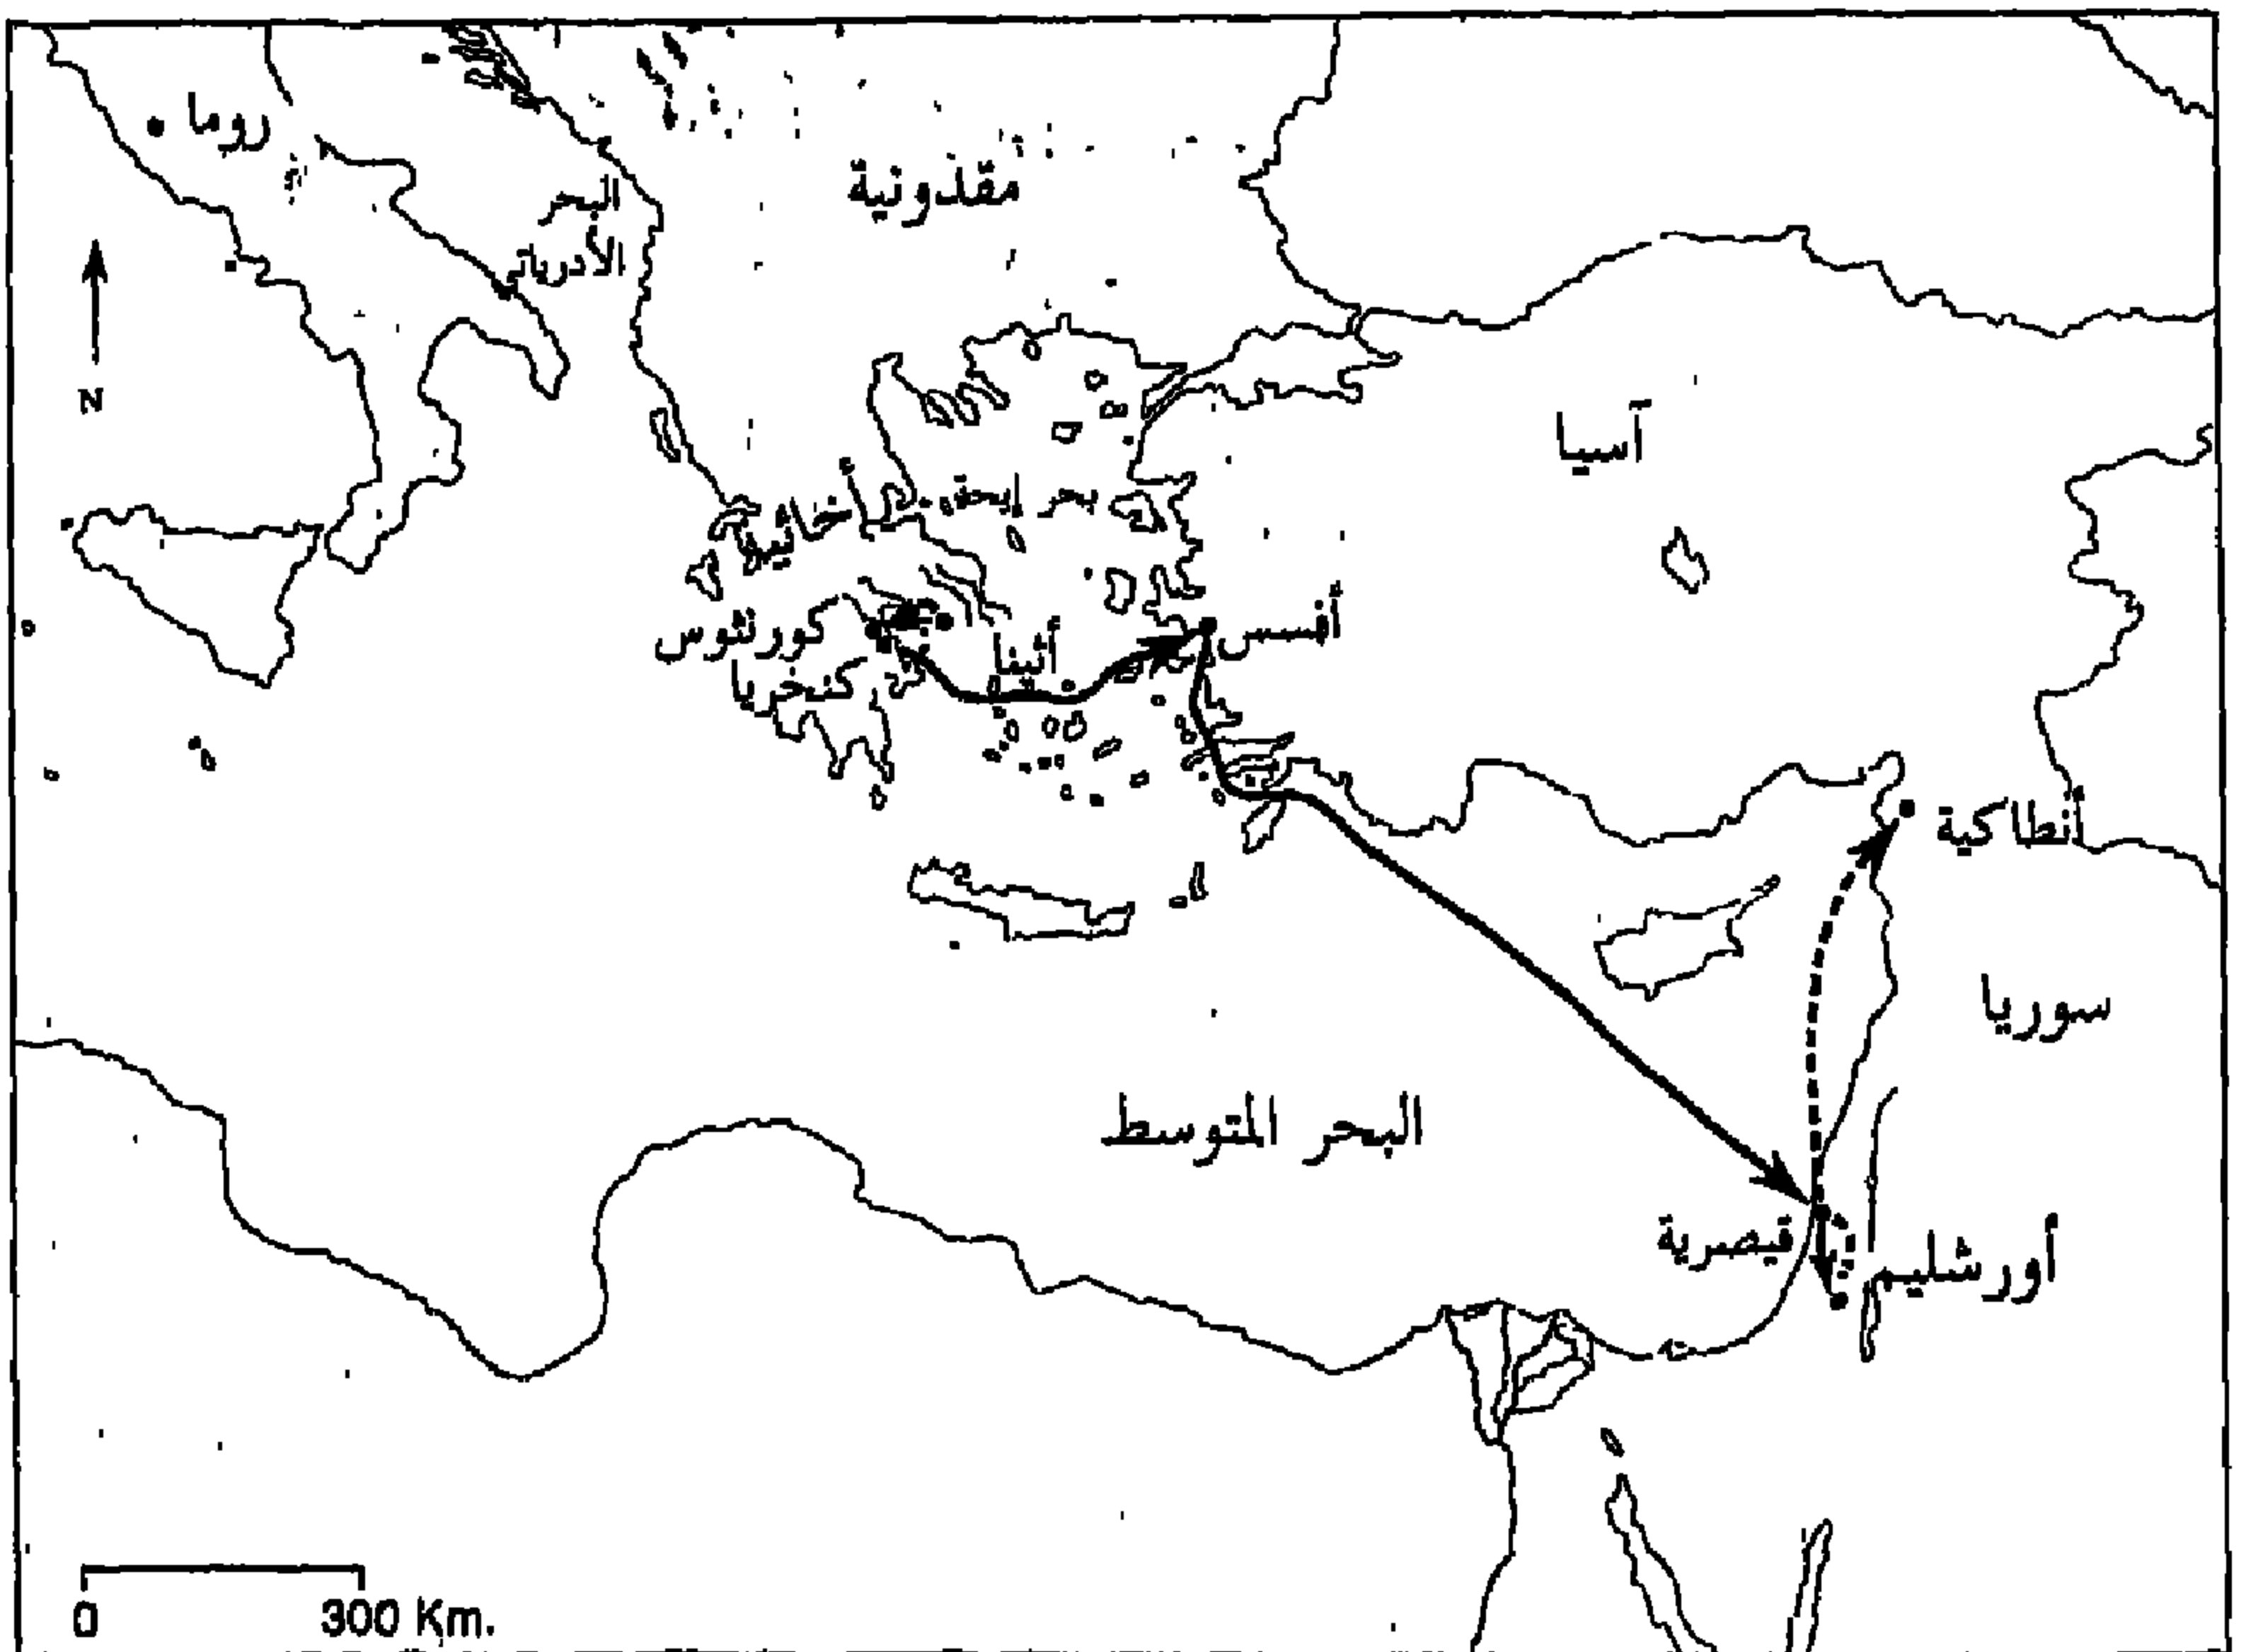 روما
البحر
الأدرياتي
مقدونية
N
آسيا
بحر إيجة
أخائية
كورنثوس
أثينا
أفسس
كنخريا
أنطاكية
سوريا
البحر المتوسط
قيصرية
أورشليم
0
300 Km.